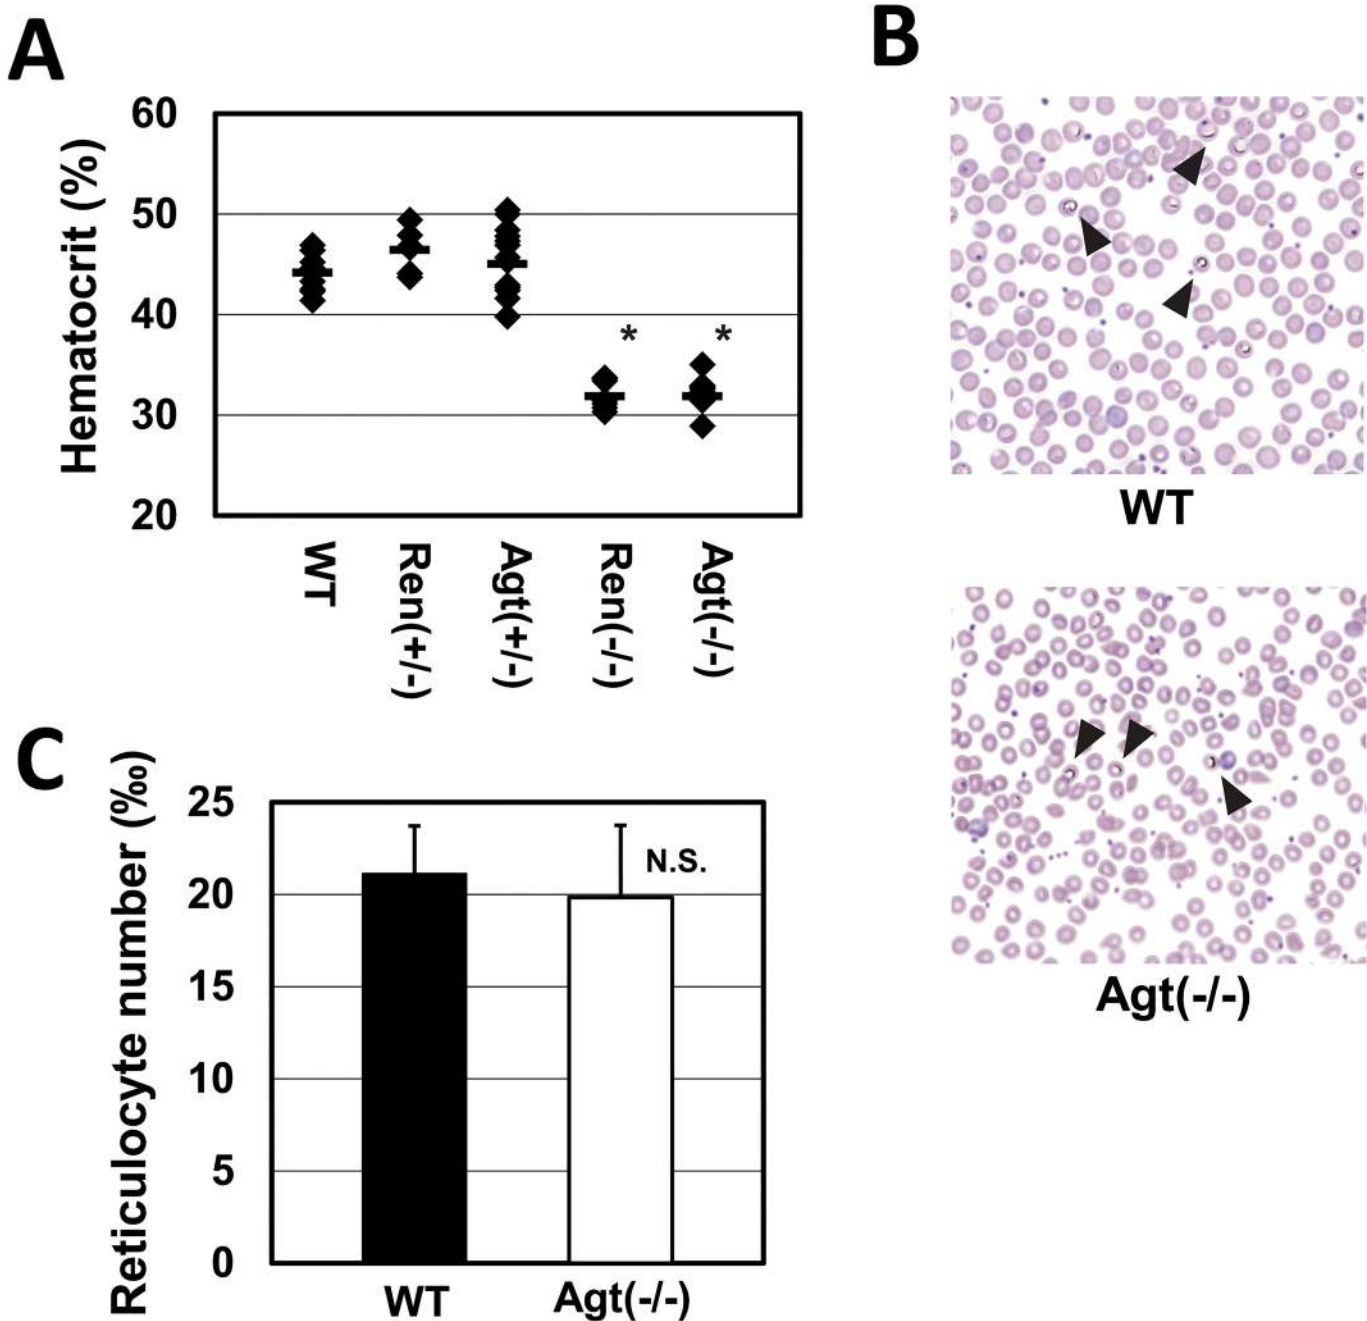 A
Hematocrit (%)
60
50
40
30
20
*
*
WT
Ren(+/-)
Agt(+/-)
Ren(-/-)
Agt(-/-)
B
WT
Agt(-/-)
C
Reticulocyte number (‰)
25
20
15
10
5
0
N.S.
WT
Agt(-/-)